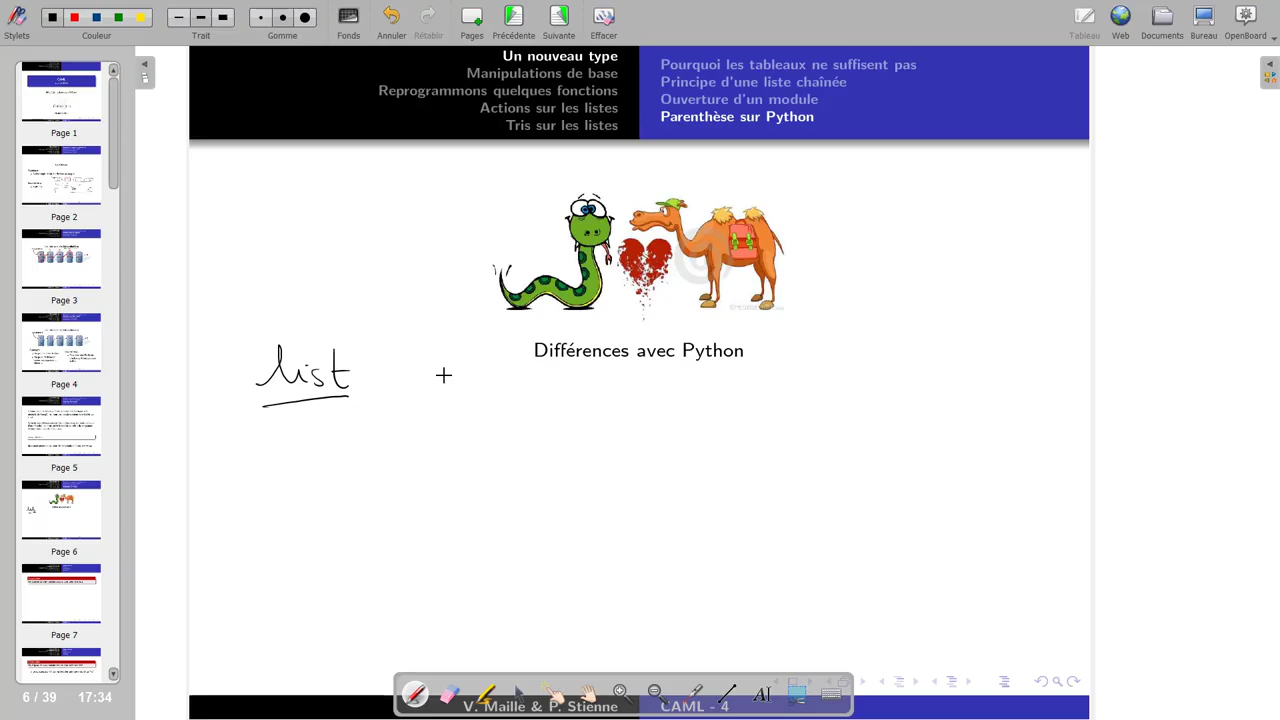 Stylets
Couleur
Trait
Gomme
Fonds
Annuler
Rétablir
Pages
Précédente
Suivante
Effacer
Tableau
Web
Documents
Bureau
OpenBoard
Page 1
Page 2
Page 3
Page 4
Page 5
Page 6
Page 7
6 / 39
17:34
Un nouveau type
Manipulations de base
Reprogrammons quelques fonctions
Actions sur les listes
Tris sur les listes
Pourquoi les tableaux ne suffisent pas
Principe d'une liste chaînée
Ouverture d'un module
Parenthèse sur Python
Différences avec Python
list
V. Maille & P. Stienne
CAML - 4